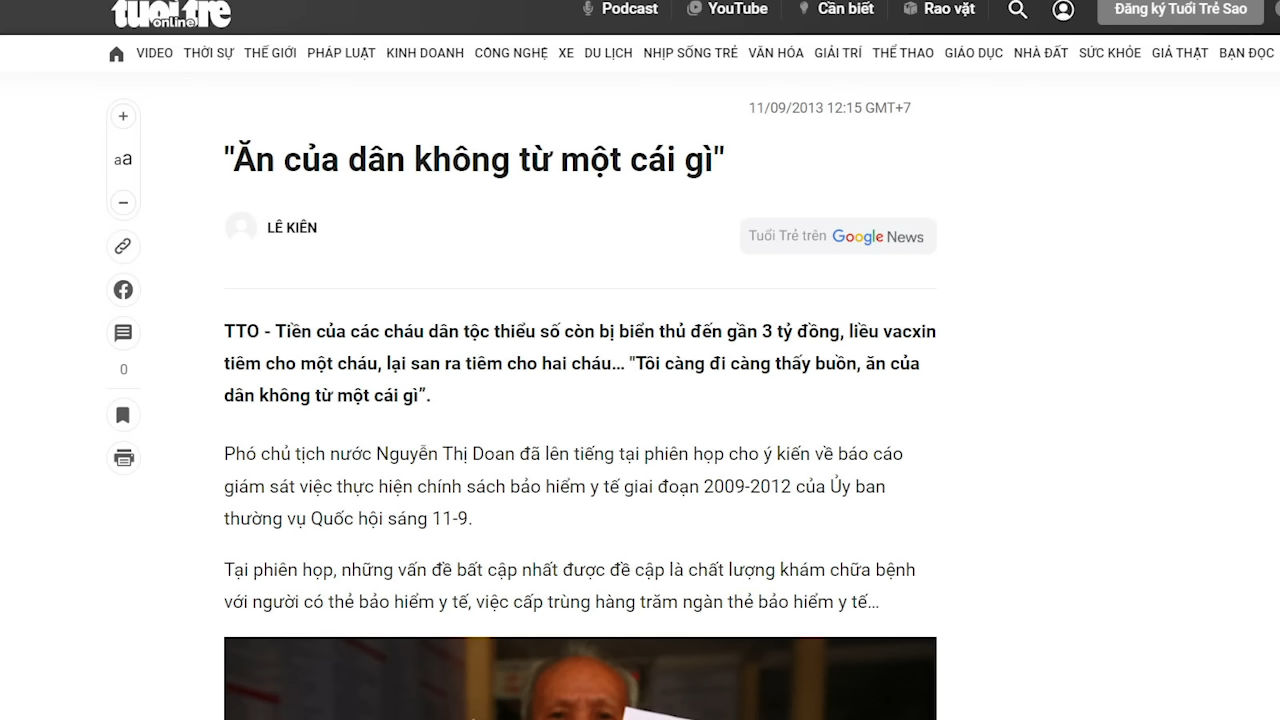 tuổi trẻ
online
Podcast YouTube Cần biết Rao vặt Đăng ký Tuổi Trẻ Sao
VIDEO THỜI SỰ THẾ GIỚI PHÁP LUẬT KINH DOANH CÔNG NGHỆ XE DU LỊCH NHỊP SỐNG TRẺ VĂN HÓA GIẢI TRÍ THỂ THAO GIÁO DỤC NHÀ ĐẤT SỨC KHỎE GIẢ THẬT BẠN ĐỌC
11/09/2013 12:15 GMT+7
+
aa
−
0
"Ăn của dân không từ một cái gì"
LÊ KIÊN
Tuổi Trẻ trên Google News
TTO - Tiền của các cháu dân tộc thiểu số còn bị biển thủ đến gần 3 tỷ đồng, liều vacxin
tiêm cho một cháu, lại san ra tiêm cho hai cháu... "Tôi càng đi càng thấy buồn, ăn của
dân không từ một cái gì”.
Phó chủ tịch nước Nguyễn Thị Doan đã lên tiếng tại phiên họp cho ý kiến về báo cáo
giám sát việc thực hiện chính sách bảo hiểm y tế giai đoạn 2009-2012 của Ủy ban
thường vụ Quốc hội sáng 11-9.
Tại phiên họp, những vấn đề bất cập nhất được đề cập là chất lượng khám chữa bệnh
với người có thẻ bảo hiểm y tế, việc cấp trùng hàng trăm ngàn thẻ bảo hiểm y tế...